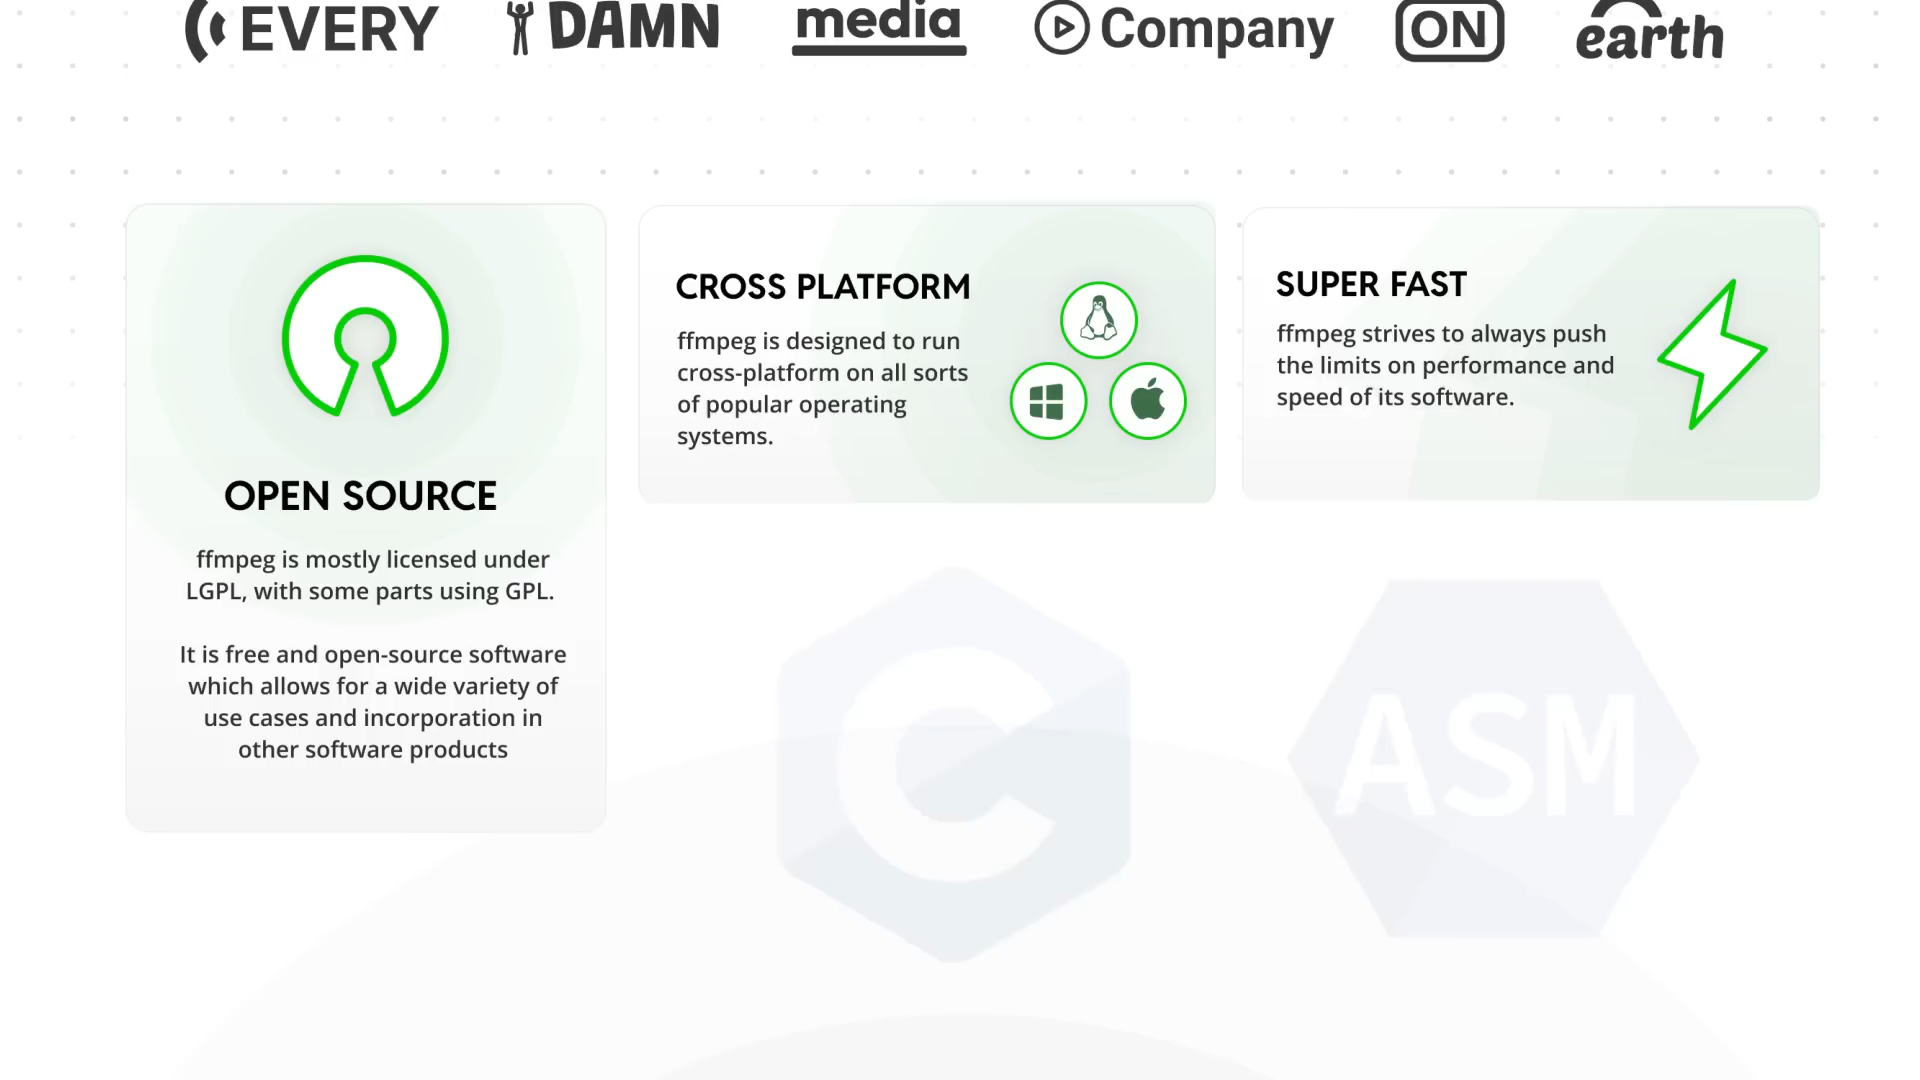 EVERY DAMN media Company ON earth
OPEN SOURCE
ffmpeg is mostly licensed under
LGPL, with some parts using GPL.
It is free and open-source software
which allows for a wide variety of
use cases and incorporation in
other software products
CROSS PLATFORM
ffmpeg is designed to run
cross-platform on all sorts
of popular operating
systems.
SUPER FAST
ffmpeg strives to always push
the limits on performance and
speed of its software.
C
ASM